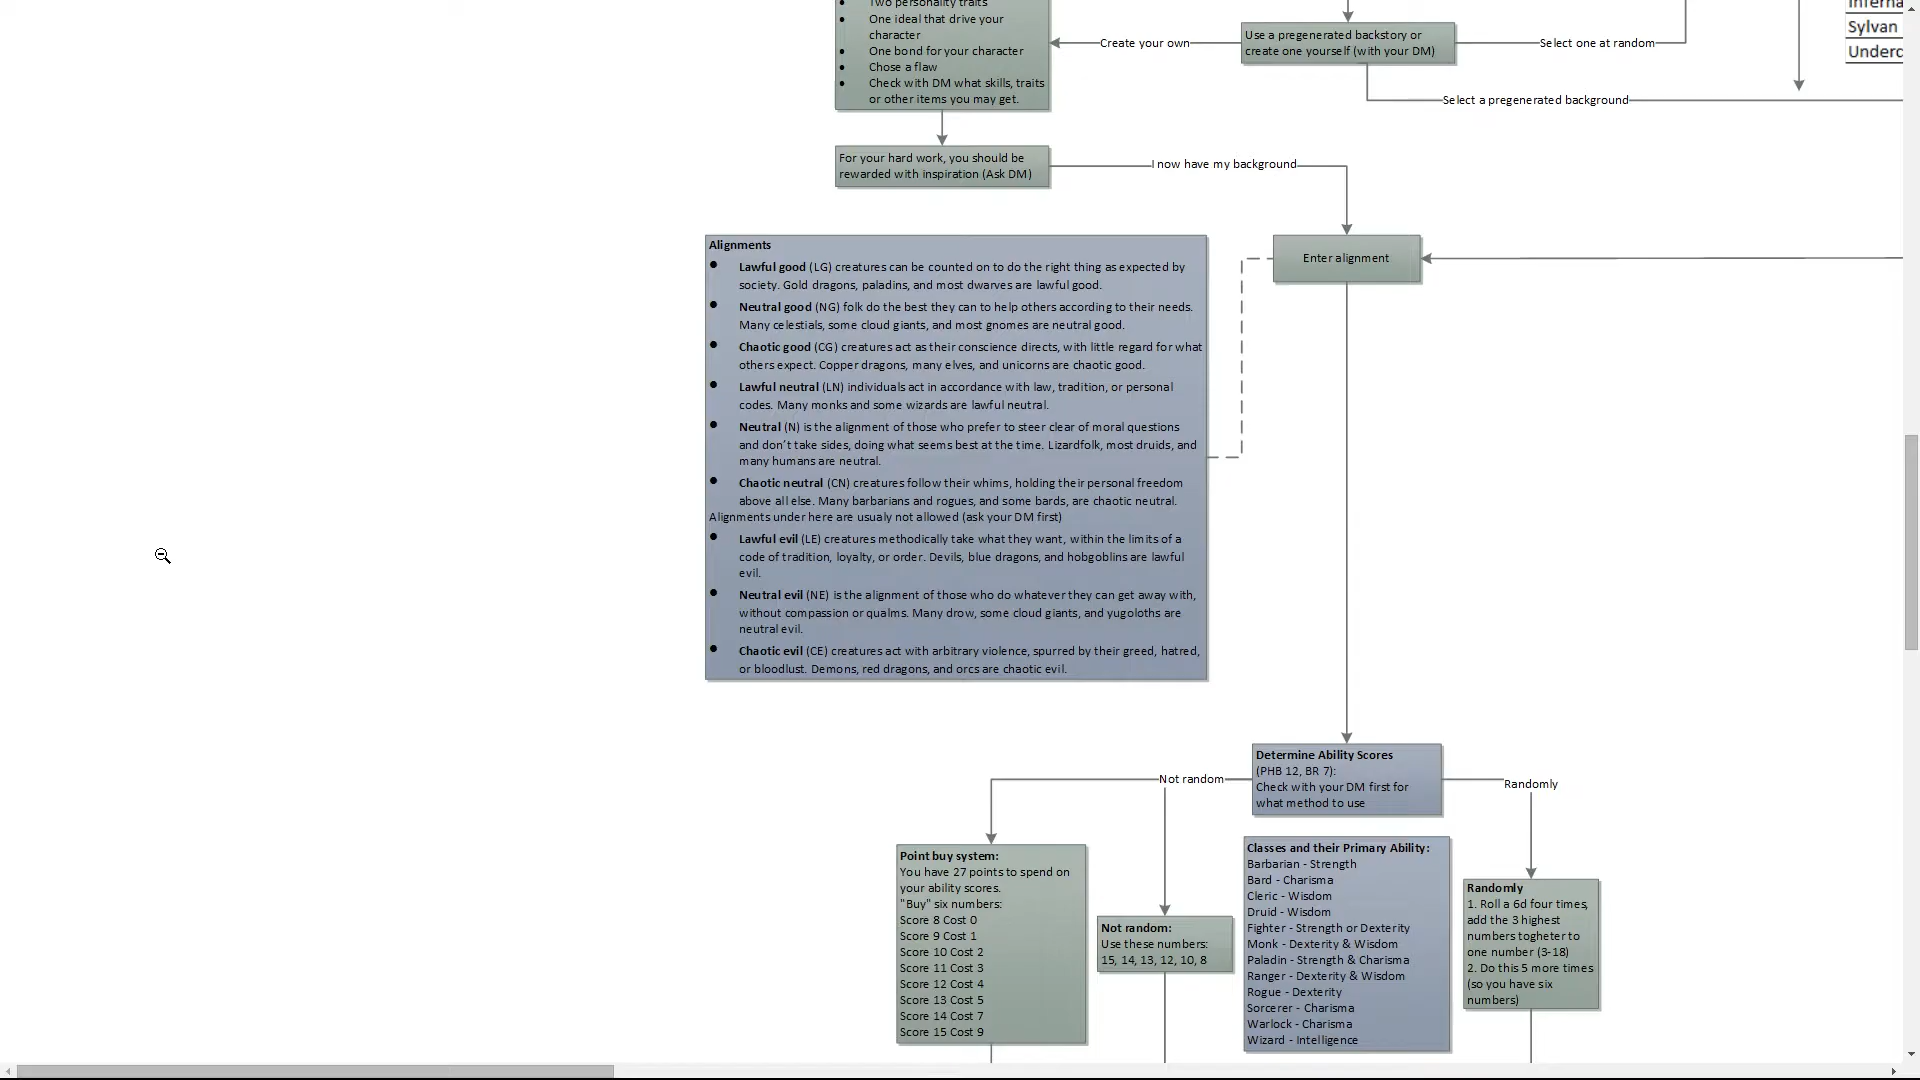 Two personality traits
One ideal that drive your
character
One bond for your character
Chose a flaw
Check with DM what skills, traits
or other items you may get.
Create your own
Use a pregenerated backstory or
create one yourself (with your DM)
Select one at random
Select a pregenerated background
Sylvan
For your hard work, you should be
rewarded with inspiration (Ask DM)
I now have my background
Enter alignment
Alignments
Lawful good (LG) creatures can be counted on to do the right thing as expected by
society. Gold dragons, paladins, and most dwarves are lawful good.
Neutral good (NG) folk do the best they can to help others according to their needs.
Many celestials, some cloud giants, and most gnomes are neutral good.
Chaotic good (CG) creatures act as their conscience directs, with little regard for what
others expect. Copper dragons, many elves, and unicorns are chaotic good.
Lawful neutral (LN) individuals act in accordance with law, tradition, or personal
codes. Many monks and some wizards are lawful neutral.
Neutral (N) is the alignment of those who prefer to steer clear of moral questions
and don't take sides, doing what seems best at the time. Lizardfolk, most druids, and
many humans are neutral.
Chaotic neutral (CN) creatures follow their whims, holding their personal freedom
above all else. Many barbarians and rogues, and some bards, are chaotic neutral.
Alignments under here are usualy not allowed (ask your DM first)
Lawful evil (LE) creatures methodically take what they want, within the limits of a
code of tradition, loyalty, or order. Devils, blue dragons, and hobgoblins are lawful
evil.
Neutral evil (NE) is the alignment of those who do whatever they can get away with,
without compassion or qualms. Many drow, some cloud giants, and yugoloths are
neutral evil.
Chaotic evil (CE) creatures act with arbitrary violence, spurred by their greed, hatred,
or bloodlust. Demons, red dragons, and orcs are chaotic evil.
Determine Ability Scores
(PHB 12, BR 7):
Check with your DM first for
what method to use
Not random
Randomly
Point buy system:
You have 27 points to spend on
your ability scores.
"Buy" six numbers:
Score 8 Cost 0
Score 9 Cost 1
Score 10 Cost 2
Score 11 Cost 3
Score 12 Cost 4
Score 13 Cost 5
Score 14 Cost 7
Score 15 Cost 9
Not random:
Use these numbers:
15, 14, 13, 12, 10, 8
Classes and their Primary Ability:
Barbarian - Strength
Bard - Charisma
Cleric - Wisdom
Druid - Wisdom
Fighter - Strength or Dexterity
Monk - Dexterity & Wisdom
Paladin - Strength & Charisma
Ranger - Dexterity & Wisdom
Rogue - Dexterity
Sorcerer - Charisma
Warlock - Charisma
Wizard - Intelligence
Randomly
1. Roll a 6d four times,
add the 3 highest
numbers togheter to
one number (3-18)
2. Do this 5 more times
(so you have six
numbers)